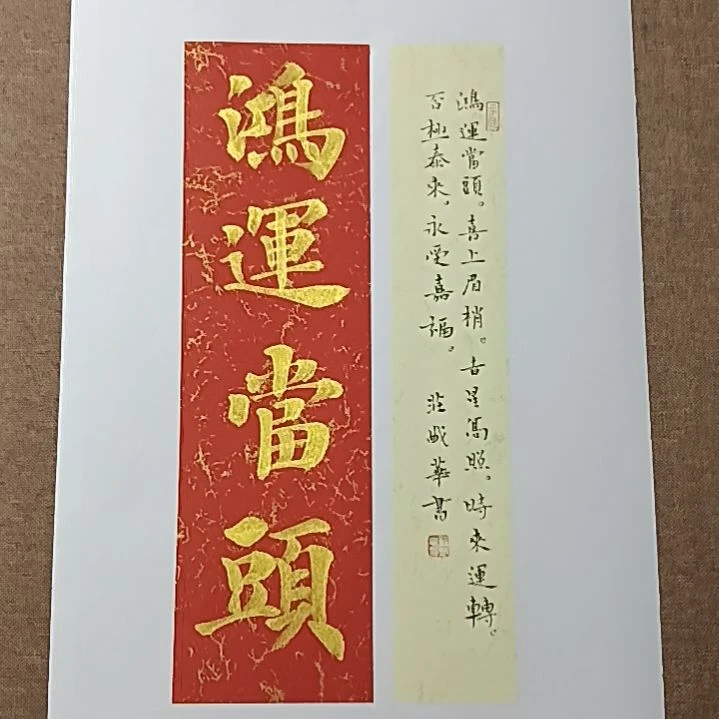 鴻運當頭
鴻運當頭。喜上眉梢。吉星高照。時來運轉。
否極泰來。永受嘉福。 莊 華書